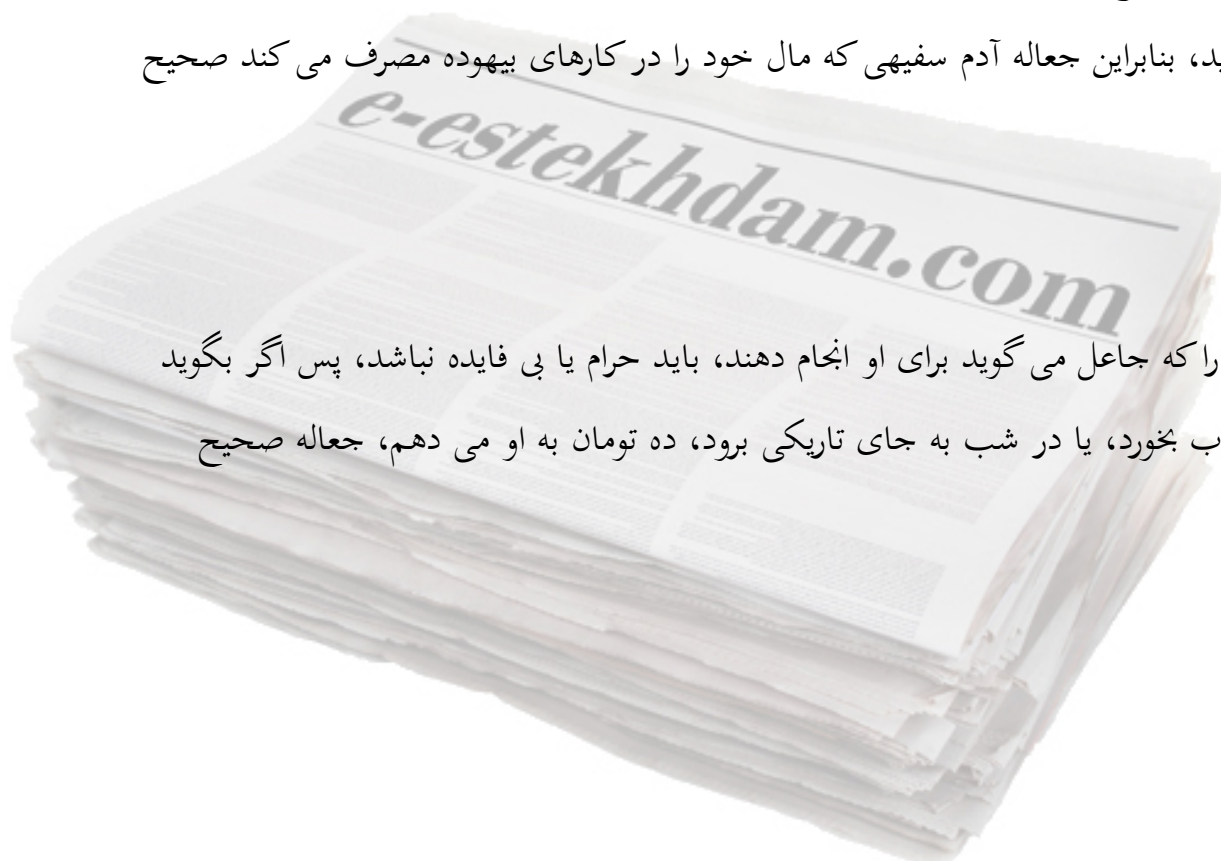 بنابراین جعاله آدم سفیهی که مال خود را در کارهای بیهوده مصرف می کند صحیح
e-estekhdam.com
را که جاعل می گوید برای او انجام دهند، باید حرام یا بی فایده نباشد، پس اگر بگوید
بخورد، یا در شب به جای تاریکی برود، ده تومان به او می دهم، جعاله صحیح